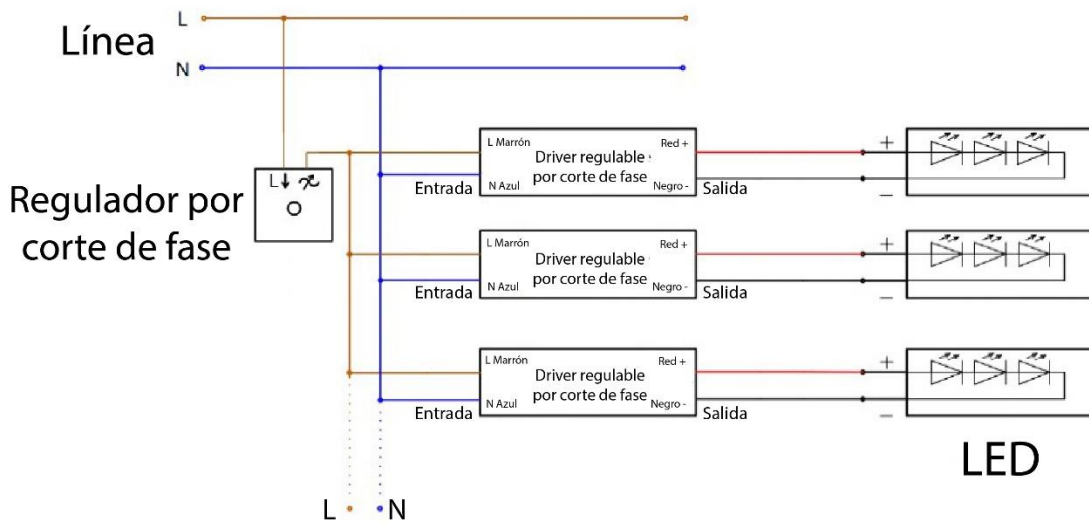 Línea
L
N
Regulador por
corte de fase
L
L Marrón
N Azul
Driver regulable
por corte de fase
Red +
Negro -
Entrada
Salida
+
−
L Marrón
N Azul
Driver regulable
por corte de fase
Red +
Negro -
Entrada
Salida
+
−
L Marrón
N Azul
Driver regulable
por corte de fase
Red +
Negro -
Entrada
Salida
+
−
LED
L
N